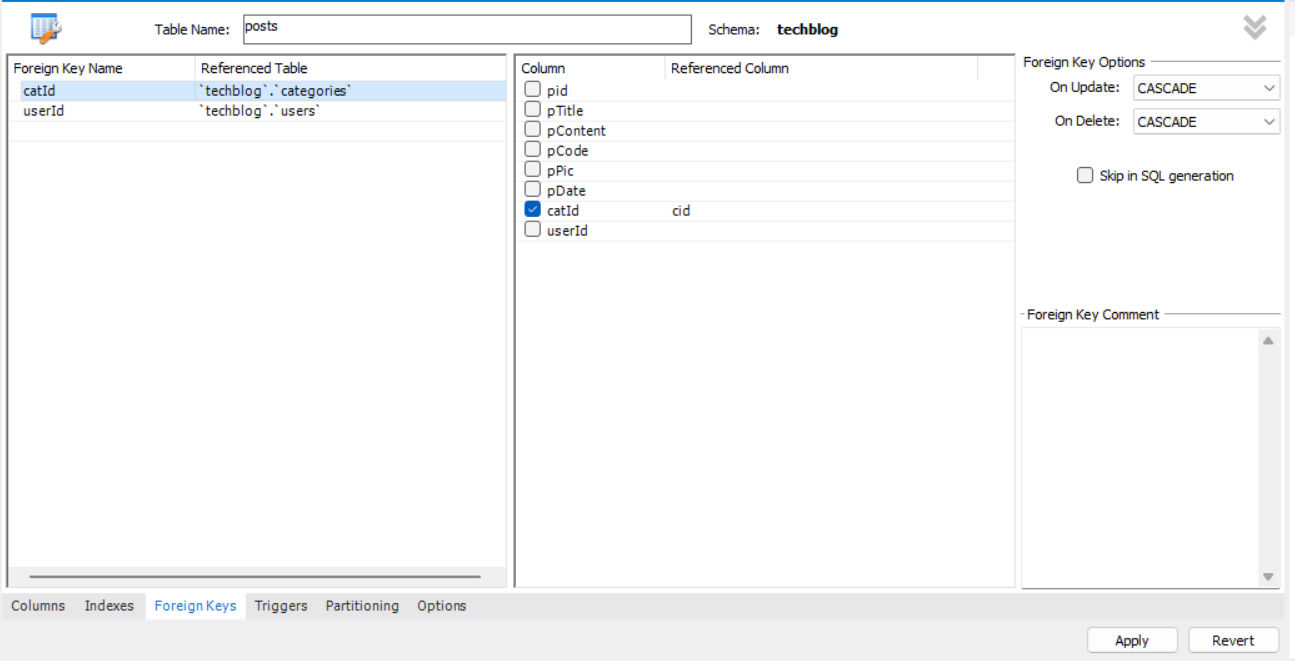 Table Name: posts Schema: techblog
Foreign Key Name Referenced Table
catId `techblog`.`categories`
userId `techblog`.`users`
Column Referenced Column
pid
pTitle
pContent
pCode
pPic
pDate
catId cid
userId
Foreign Key Options
On Update: CASCADE
On Delete: CASCADE
Skip in SQL generation
Foreign Key Comment
Columns Indexes Foreign Keys Triggers Partitioning Options
Apply Revert